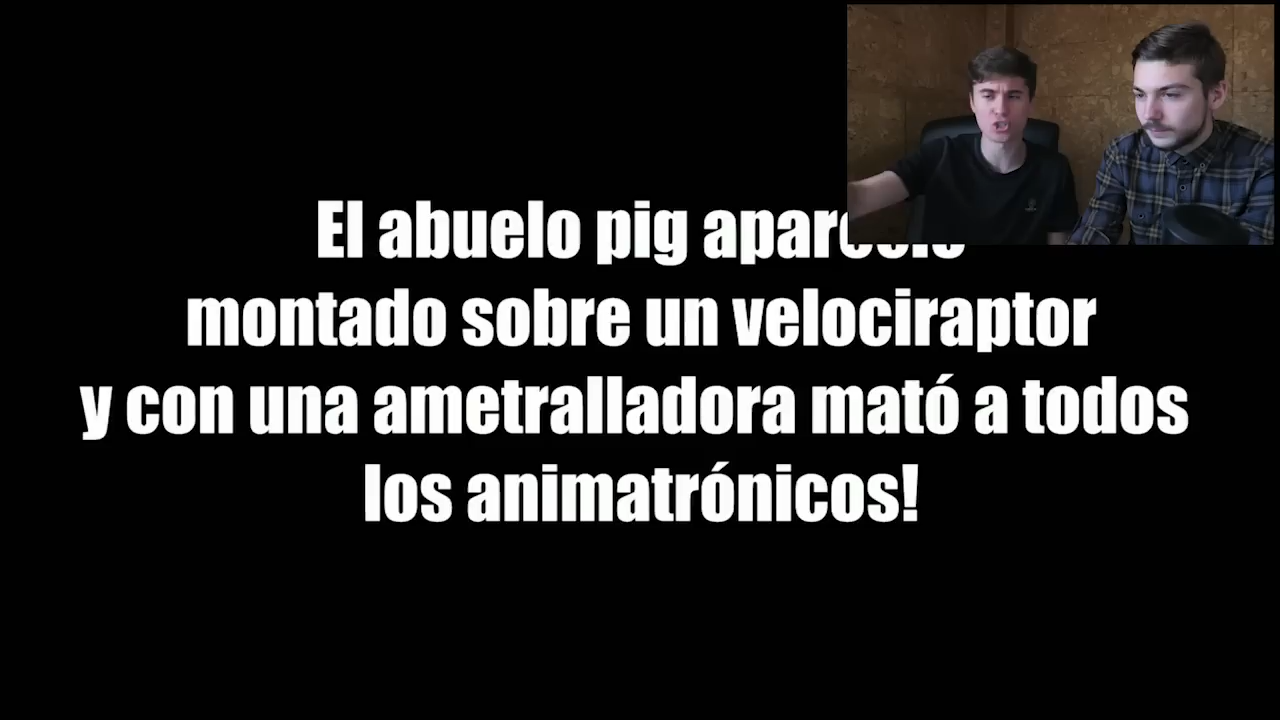 El abuelo pig
montado sobre un velociraptor
y con una ametralladora mató a todos
los animatrónicos!